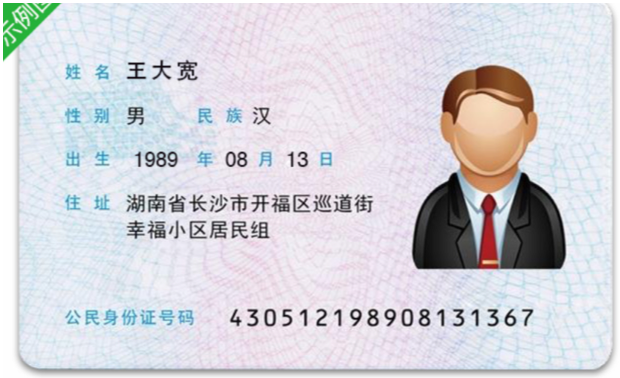 示例
姓名 王大宽
性别 男 民族 汉
出生 1989 年 08 月 13 日
住址 湖南省长沙市开福区巡道街
幸福小区居民组
公民身份证号码 430512198908131367